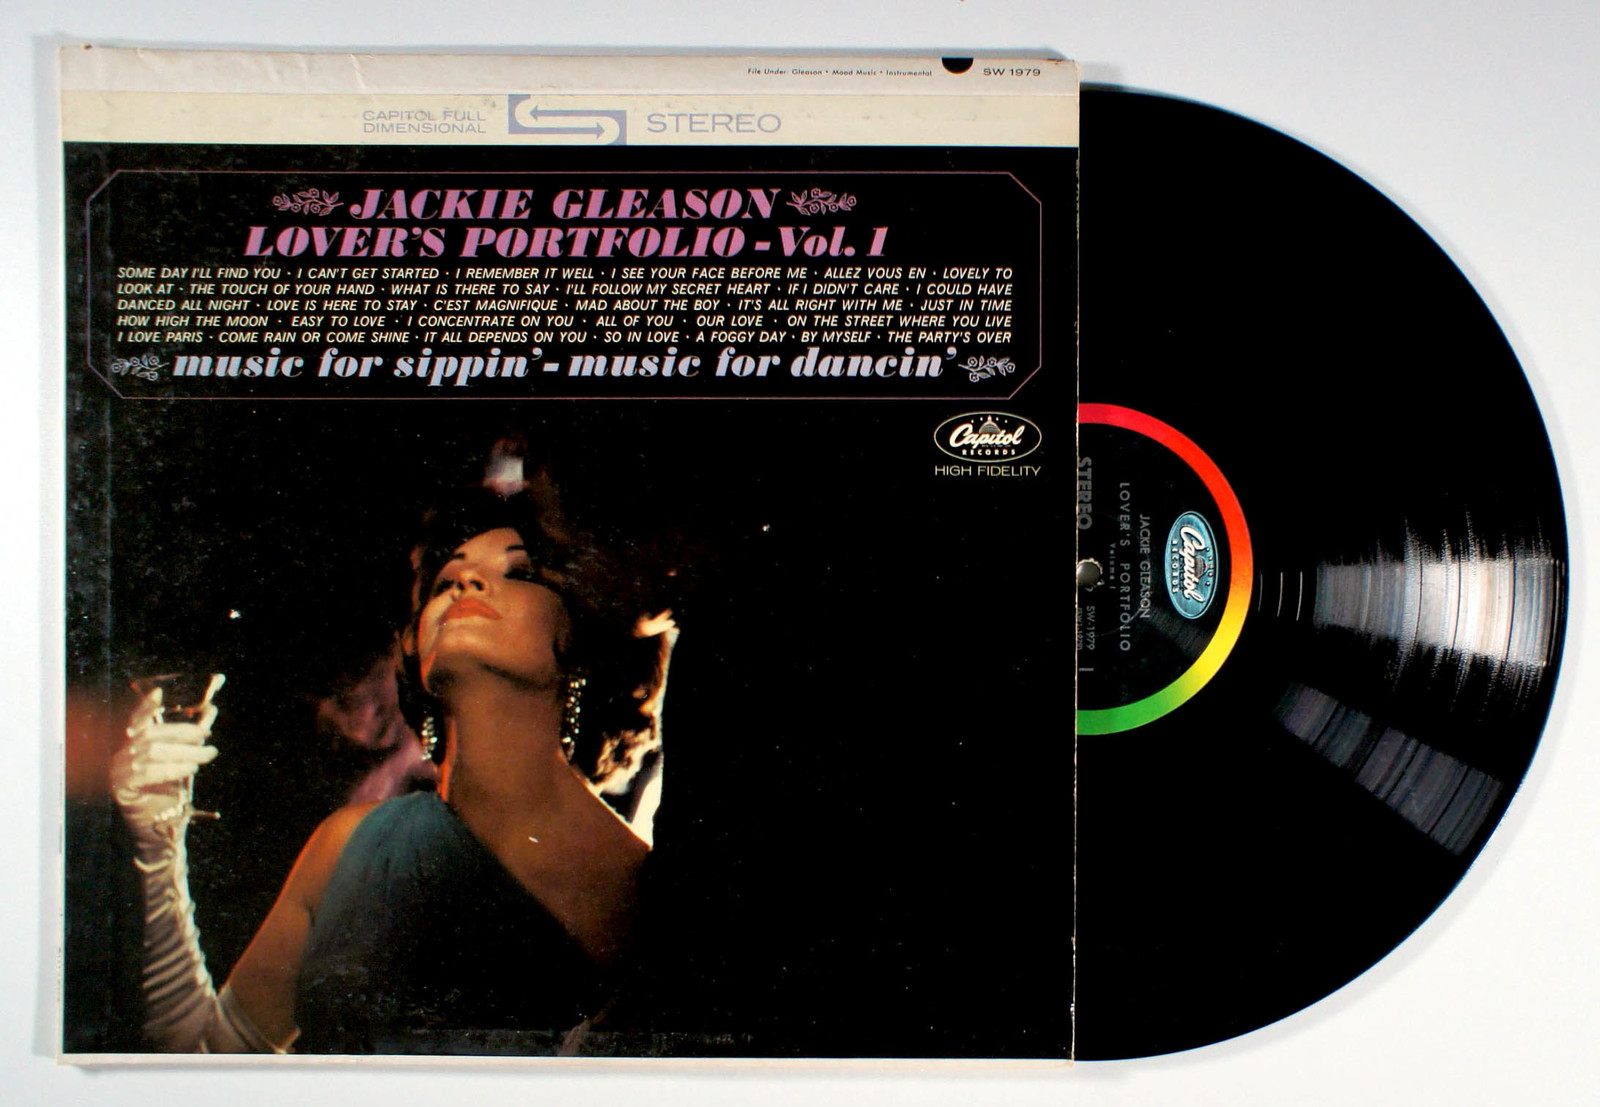 File Under: Gleason • Mood Music • Instrumental
SW 1979
CAPITOL FULL
DIMENSIONAL
STEREO
JACKIE GLEASON
LOVER'S PORTFOLIO - Vol. 1
SOME DAY I'LL FIND YOU · I CAN'T GET STARTED · I REMEMBER IT WELL · I SEE YOUR FACE BEFORE ME · ALLEZ VOUS EN · LOVELY TO
LOOK AT · THE TOUCH OF YOUR HAND · WHAT IS THERE TO SAY · I'LL FOLLOW MY SECRET HEART · IF I DIDN'T CARE · I COULD HAVE
DANCED ALL NIGHT · LOVE IS HERE TO STAY · C'EST MAGNIFIQUE · MAD ABOUT THE BOY · IT'S ALL RIGHT WITH ME · JUST IN TIME
HOW HIGH THE MOON · EASY TO LOVE · I CONCENTRATE ON YOU · ALL OF YOU · OUR LOVE · ON THE STREET WHERE YOU LIVE
I LOVE PARIS · COME RAIN OR COME SHINE · IT ALL DEPENDS ON YOU · SO IN LOVE · A FOGGY DAY · BY MYSELF · THE PARTY'S OVER
music for sippin' - music for dancin'
Capitol
RECORDS
HIGH FIDELITY
Capitol
RECORDS
JACKIE GLEASON
LOVER'S PORTFOLIO
Volume 1
STEREO
SW-1979
1